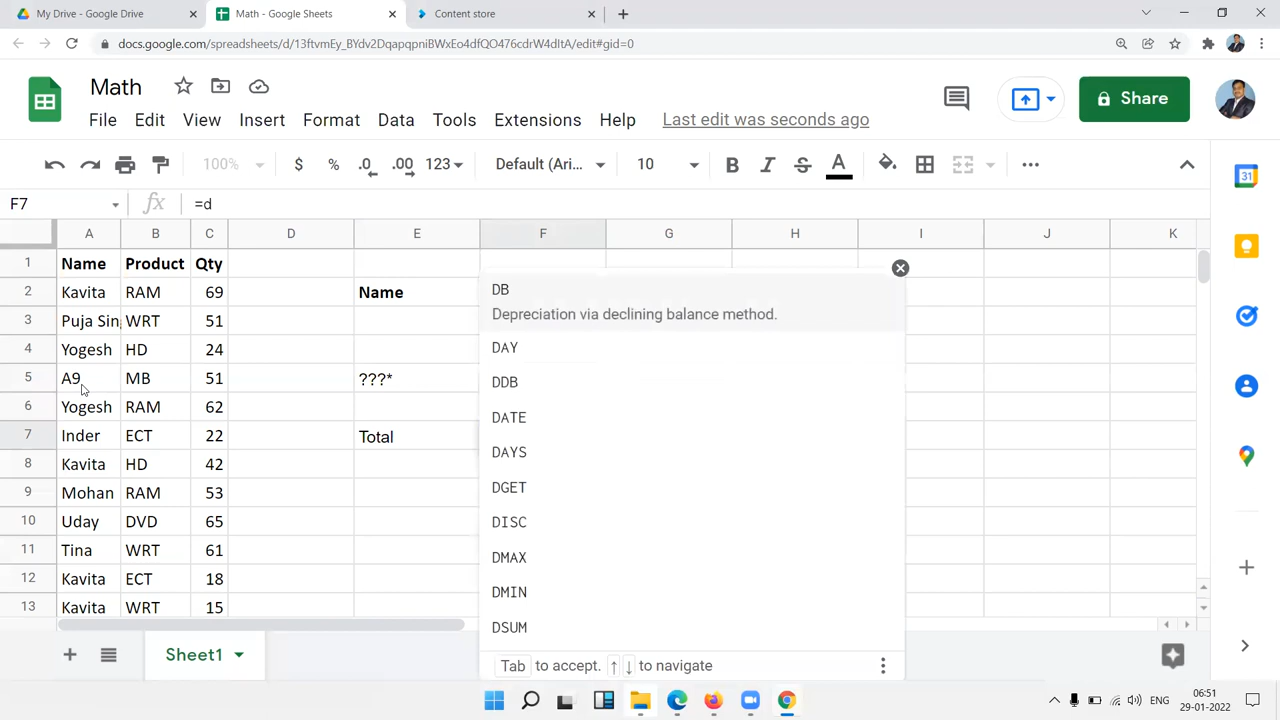 My Drive - Google Drive
Math - Google Sheets
Content store
docs.google.com/spreadsheets/d/13ftvmEy_BYdv2DqapqpniBWxEo4dfQO476cdrW4dItA/edit#gid=0
Math
File Edit View Insert Format Data Tools Extensions Help Last edit was seconds ago
Share
100% $ % .0 .00 123 Default (Ari... 10 B I S A
F7 fx =d
A B C D E F G H I J K
1 Name Product Qty
2 Kavita RAM 69 Name
3 Puja Sin WRT 51
4 Yogesh HD 24
5 A9 MB 51 ???*
6 Yogesh RAM 62
7 Inder ECT 22 Total
8 Kavita HD 42
9 Mohan RAM 53
10 Uday DVD 65
11 Tina WRT 61
12 Kavita ECT 18
13 Kavita WRT 15
DB
Depreciation via declining balance method.
DAY
DDB
DATE
DAYS
DGET
DISC
DMAX
DMIN
DSUM
Tab to accept. ↑ ↓ to navigate
31
Sheet1
ENG
06:51
29-01-2022